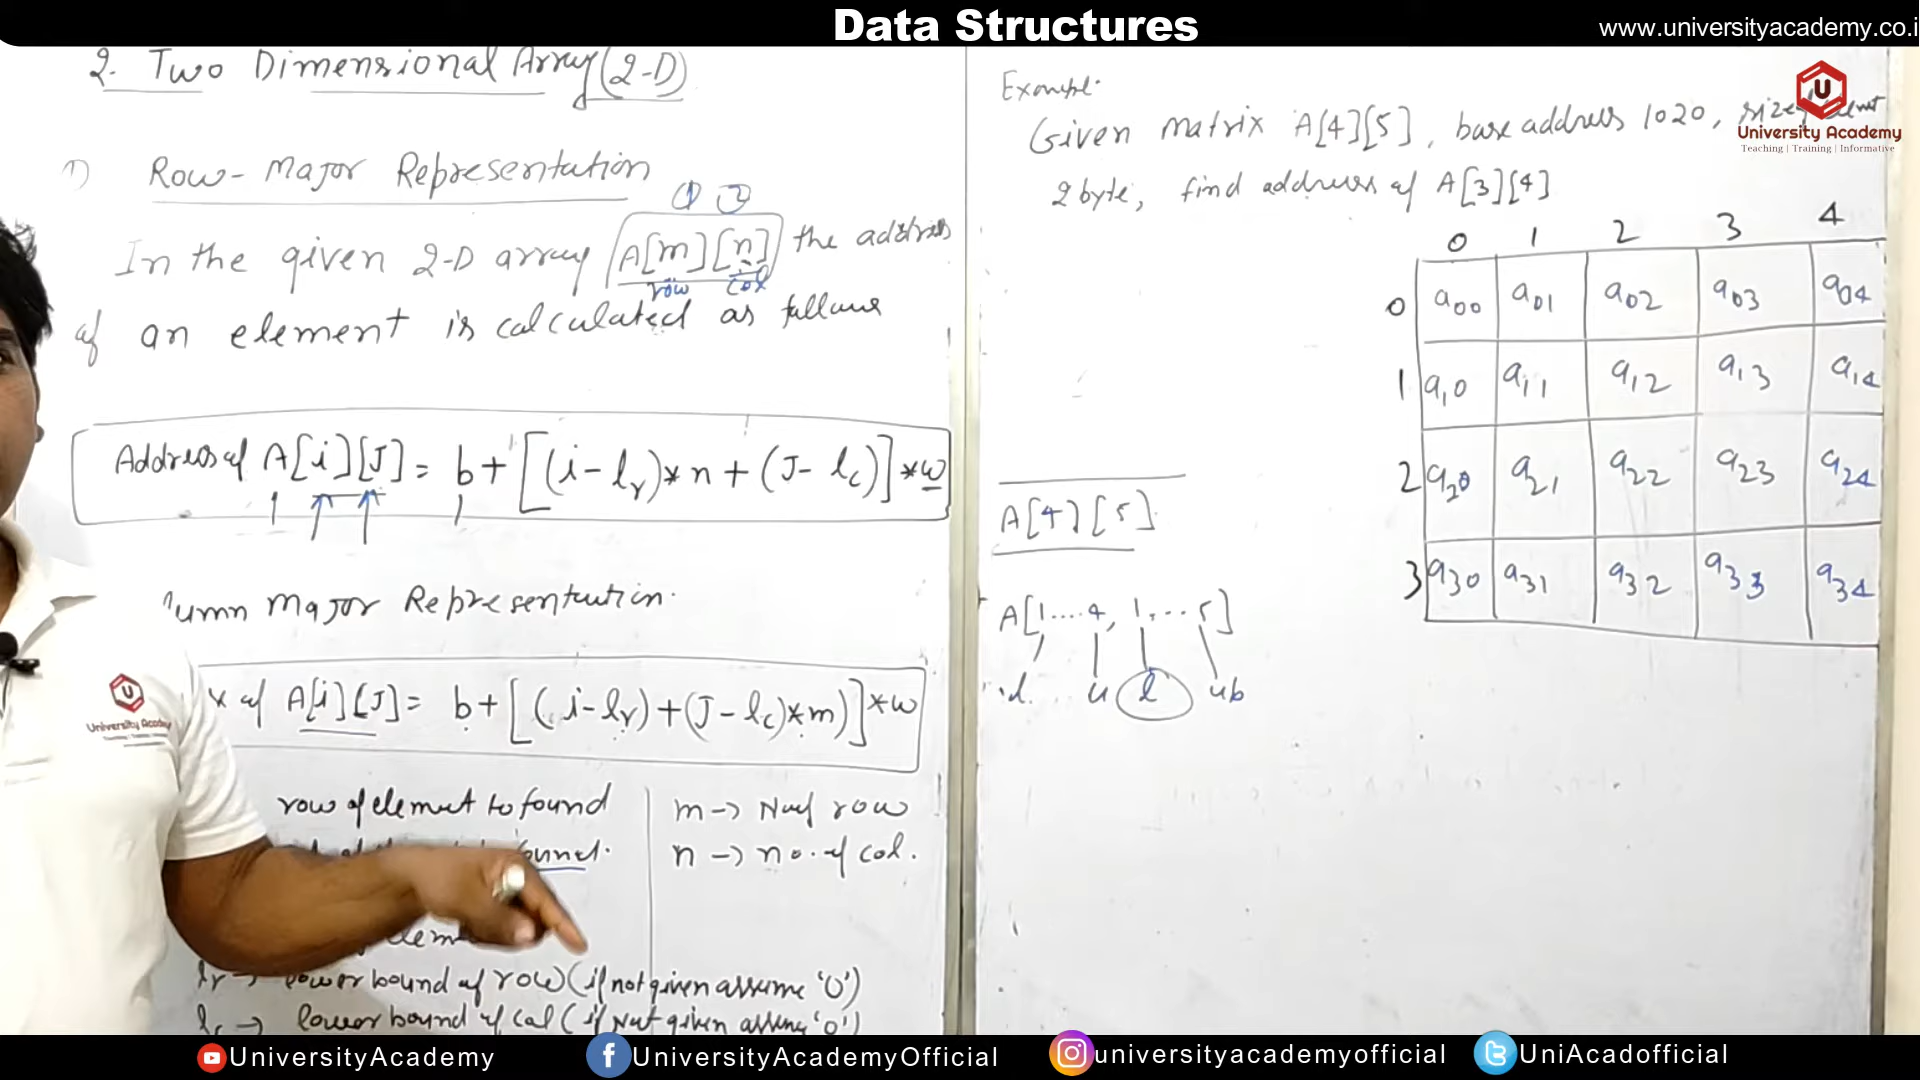 Data Structures
www.universityacademy.co.i
2. Two Dimensional Array (2-D)
1) Row-Major Representation
① ②
In the given 2-D array A[m][n] the address
row col
of an element is calculated as follows
Address of A[i][J] = b + [(i - lr) * n + (J - lc)] * w
umn Major Representation.
of A[i][J] = b + [(i - lr) + (J - lc) * m)] * w
row of element to found
m -> No of row
n -> no. of col.
lr -> lower bound of row (if not given assume '0')
lc -> lower bound of col (if Not given assume '0')
Example.
Given matrix A[4][5], base address 1020, size
2 byte, find address of A[3][4]
0 1 2 3 4
0 a00 a01 a02 a03 a04
1 a10 a11 a12 a13 a14
2 a20 a21 a22 a23 a24
3 a30 a31 a32 a33 a34
A[4][5].
A[1....4, 1....5]
l u l ub
University Academy
Teaching | Training | Informative
University Academy
UniversityAcademy
UniversityAcademyOfficial
universityacademyofficial
UniAcadofficial